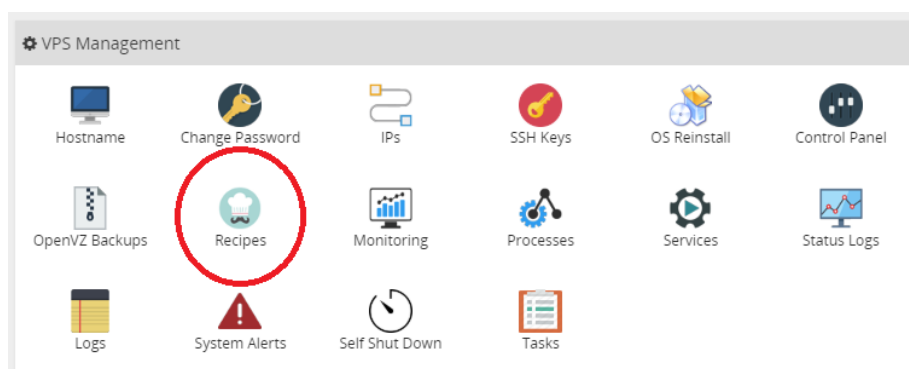 VPS Management
Hostname
Change Password
IPs
SSH Keys
OS Reinstall
Control Panel
OpenVZ Backups
Recipes
Monitoring
Processes
Services
Status Logs
Logs
System Alerts
Self Shut Down
Tasks